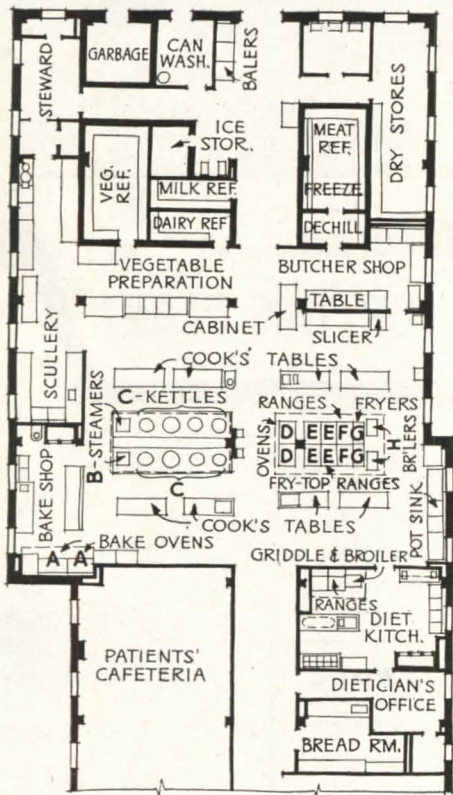 STEWARD
GARBAGE
CAN
WASH.
BALERS
DRY STORES
ICE
STOR.
VEG.
REF.
MILK REF.
DAIRY REF
MEAT
REF.
FREEZE.
DECHILL
VEGETABLE
PREPARATION
BUTCHER SHOP
TABLE
CABINET
SLICER
SCULLERY
COOK'S TABLES
C-KETTLES
B-STEAMERS
RANGES
FRYERS
OVENS
D E E F G
D E E F G
H
BR'LERS
C
FRY-TOP RANGES
COOK'S TABLES
POT SINK
BAKE SHOP
BAKE OVENS
A A
GRIDDLE & BROILER
RANGES
DIET
KITCH.
PATIENTS'
CAFETERIA
DIETICIAN'S
OFFICE
BREAD RM.